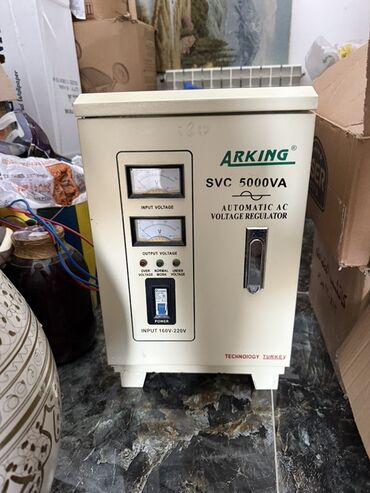 ARKING®
SVC 5000VA
AUTOMATIC AC
VOLTAGE REGULATOR
INPUT VOLTAGE
V
OUTPUT VOLTAGE
OVER VOLTAGE
NORMAL WORK
UNDER VOLTAGE
POWER
INPUT 160V-220V
TECHNOLOGY TURKEY